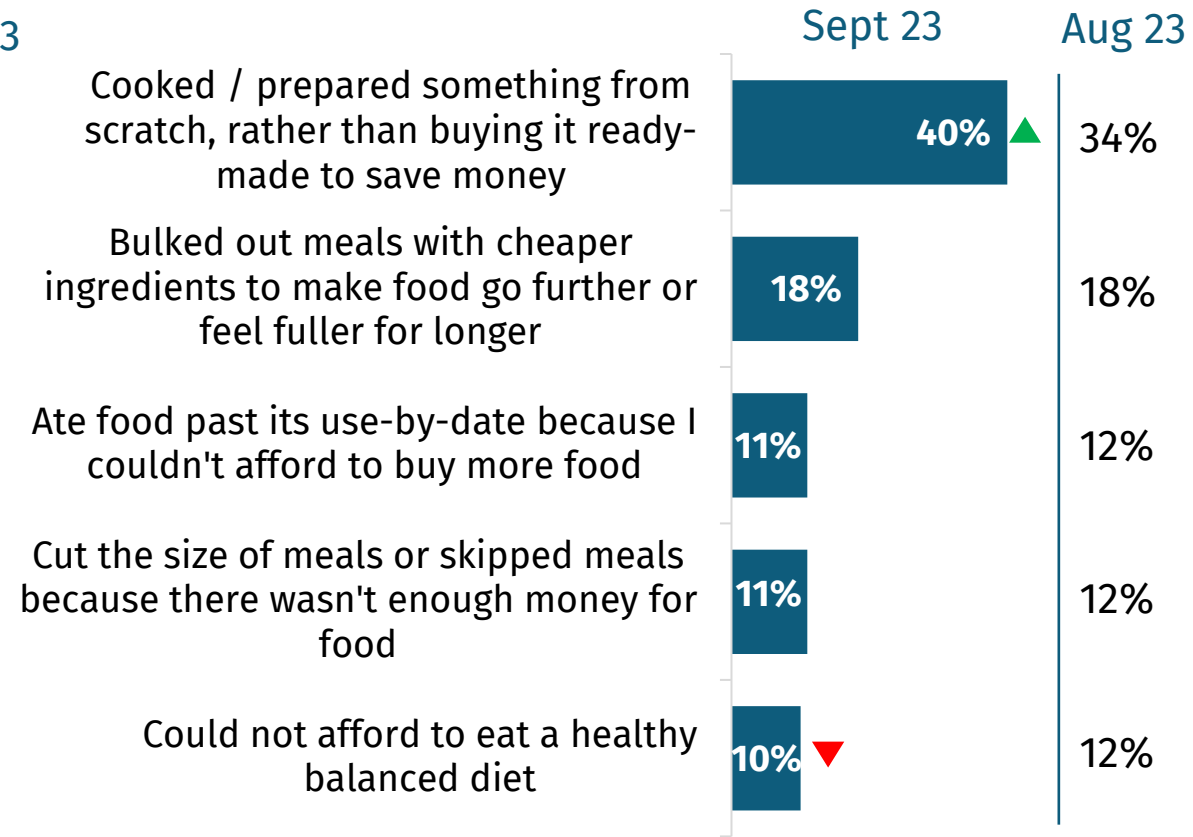 3
Sept 23
Aug 23
Cooked / prepared something from
scratch, rather than buying it ready-
made to save money
40%
34%
Bulked out meals with cheaper
ingredients to make food go further or
feel fuller for longer
18%
18%
Ate food past its use-by-date because I
couldn't afford to buy more food
11%
12%
Cut the size of meals or skipped meals
because there wasn't enough money for
food
11%
12%
Could not afford to eat a healthy
balanced diet
10%
12%